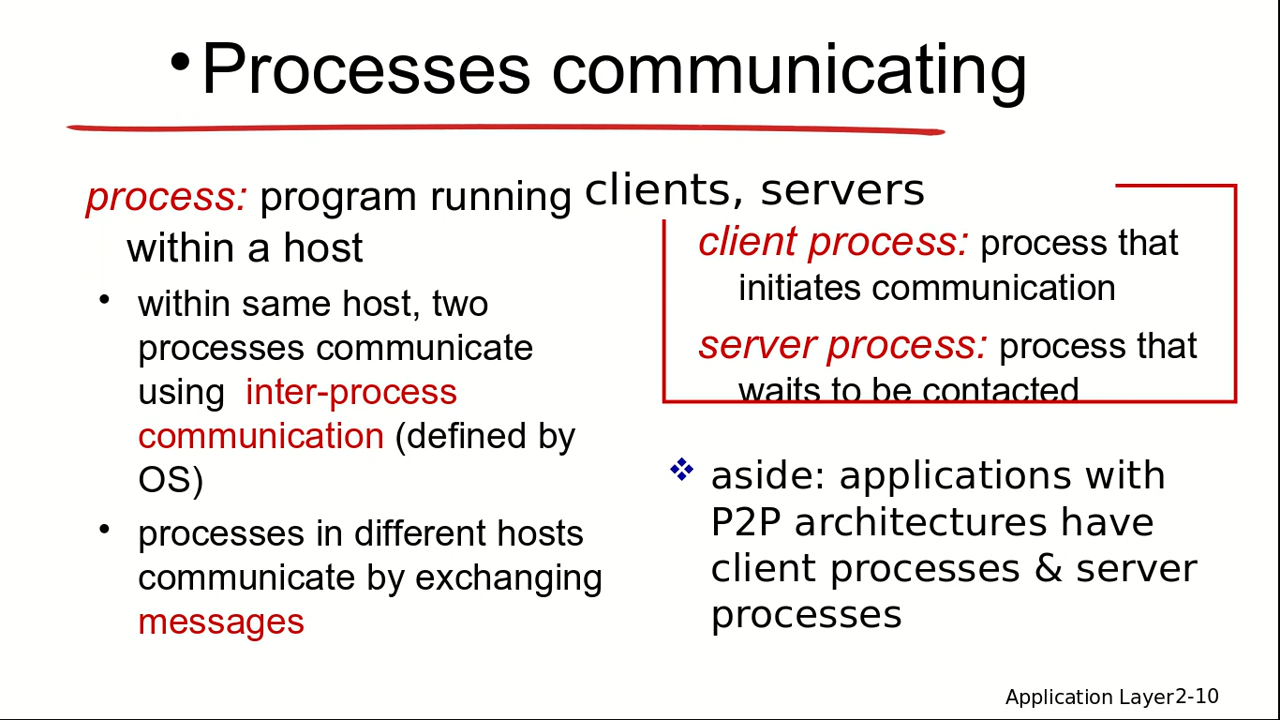 • Processes communicating
process: program running
within a host
• within same host, two
processes communicate
using inter-process
communication (defined by
OS)
• processes in different hosts
communicate by exchanging
messages
clients, servers
client process: process that
initiates communication
server process: process that
waits to be contacted
❖ aside: applications with
P2P architectures have
client processes & server
processes
Application Layer 2-10